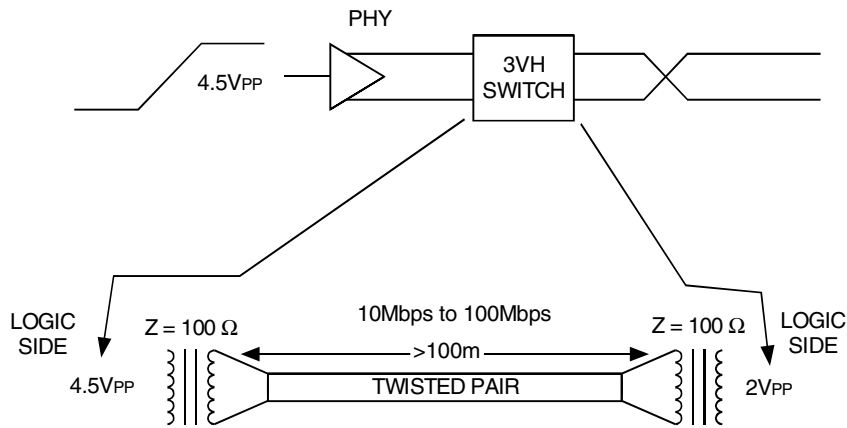 PHY
4.5VPP
3VH
SWITCH
LOGIC
SIDE
Z = 100 Ω
10Mbps to 100Mbps
Z = 100 Ω
LOGIC
SIDE
>100m
4.5VPP
TWISTED PAIR
2VPP